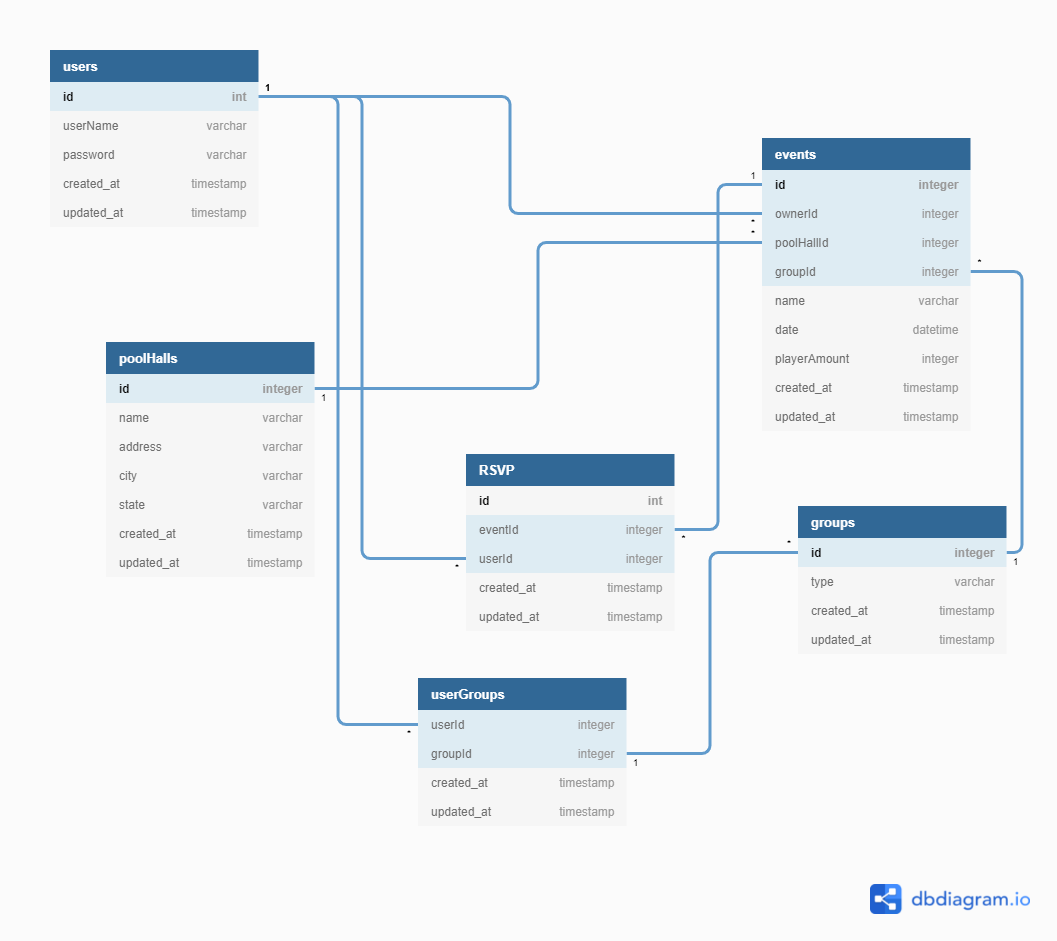 users
id int
userName varchar
password varchar
created_at timestamp
updated_at timestamp
1
events
id integer
ownerId integer
poolHallId integer
groupId integer
name varchar
date datetime
playerAmount integer
created_at timestamp
updated_at timestamp
1
*
*
*
poolHalls
id integer
name varchar
address varchar
city varchar
state varchar
created_at timestamp
updated_at timestamp
1
RSVP
id int
eventId integer
userId integer
created_at timestamp
updated_at timestamp
*
*
groups
id integer
type varchar
created_at timestamp
updated_at timestamp
*
1
userGroups
userId integer
groupId integer
created_at timestamp
updated_at timestamp
*
1
dbdiagram.io